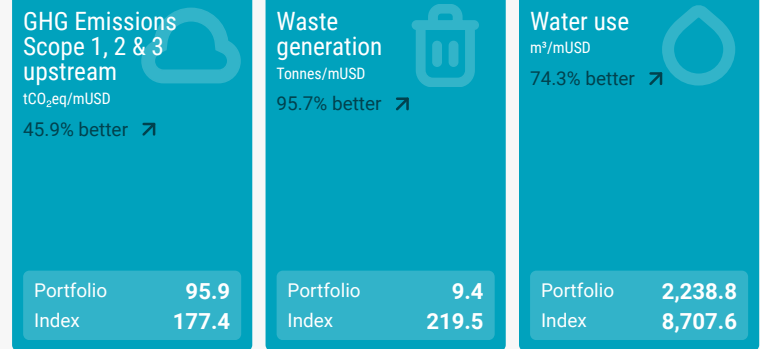 GHG Emissions
Scope 1, 2 & 3
upstream
tCO₂eq/mUSD
45.9% better
Portfolio 95.9
Index 177.4
Waste
generation
Tonnes/mUSD
95.7% better
Portfolio 9.4
Index 219.5
Water use
m³/mUSD
74.3% better
Portfolio 2,238.8
Index 8,707.6